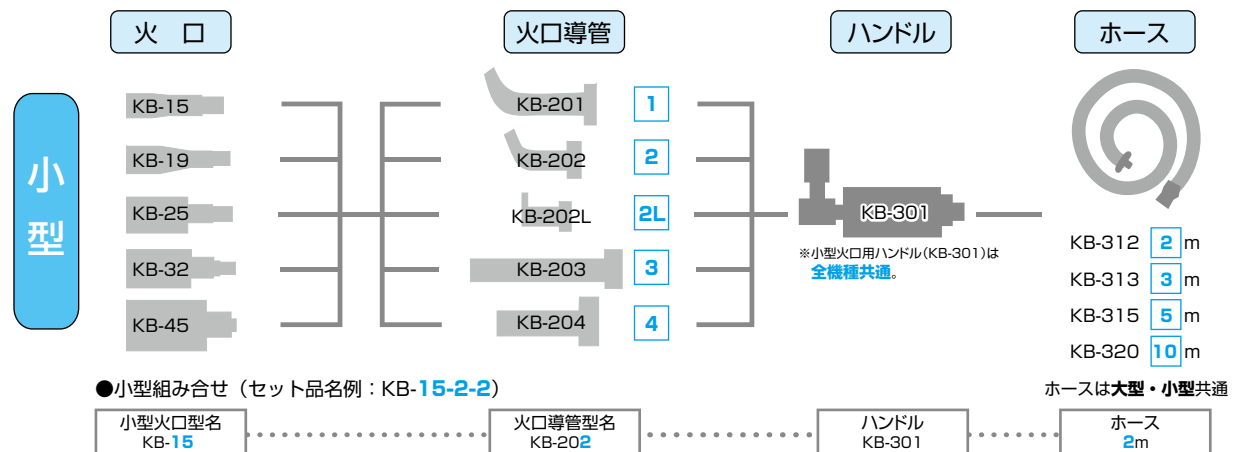 火 口
火口導管
ハンドル
ホース
小型
KB-15
KB-19
KB-25
KB-32
KB-45
KB-201 1
KB-202 2
KB-202L 2L
KB-203 3
KB-204 4
KB-301
※小型火口用ハンドル(KB-301)は
全機種共通。
KB-312 2 m
KB-313 3 m
KB-315 5 m
KB-320 10 m
ホースは大型・小型共通
●小型組み合せ（セット品名例：KB-15-2-2）
小型火口型名
KB-15
火口導管型名
KB-202
ハンドル
KB-301
ホース
2m